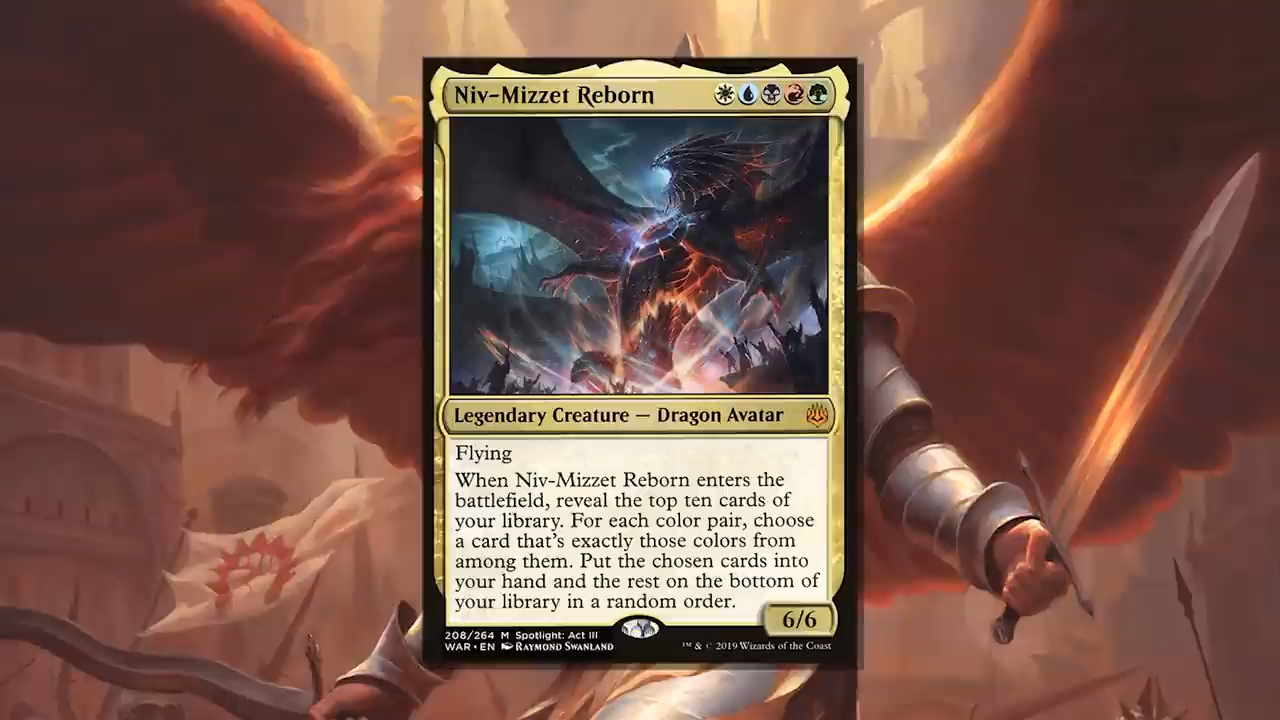 Niv-Mizzet Reborn
Legendary Creature — Dragon Avatar
Flying
When Niv-Mizzet Reborn enters the
battlefield, reveal the top ten cards of
your library. For each color pair, choose
a card that's exactly those colors from
among them. Put the chosen cards into
your hand and the rest on the bottom of
your library in a random order.
6/6
208/264 M Spotlight: Act III
WAR • EN Raymond Swanland
™ & © 2019 Wizards of the Coast